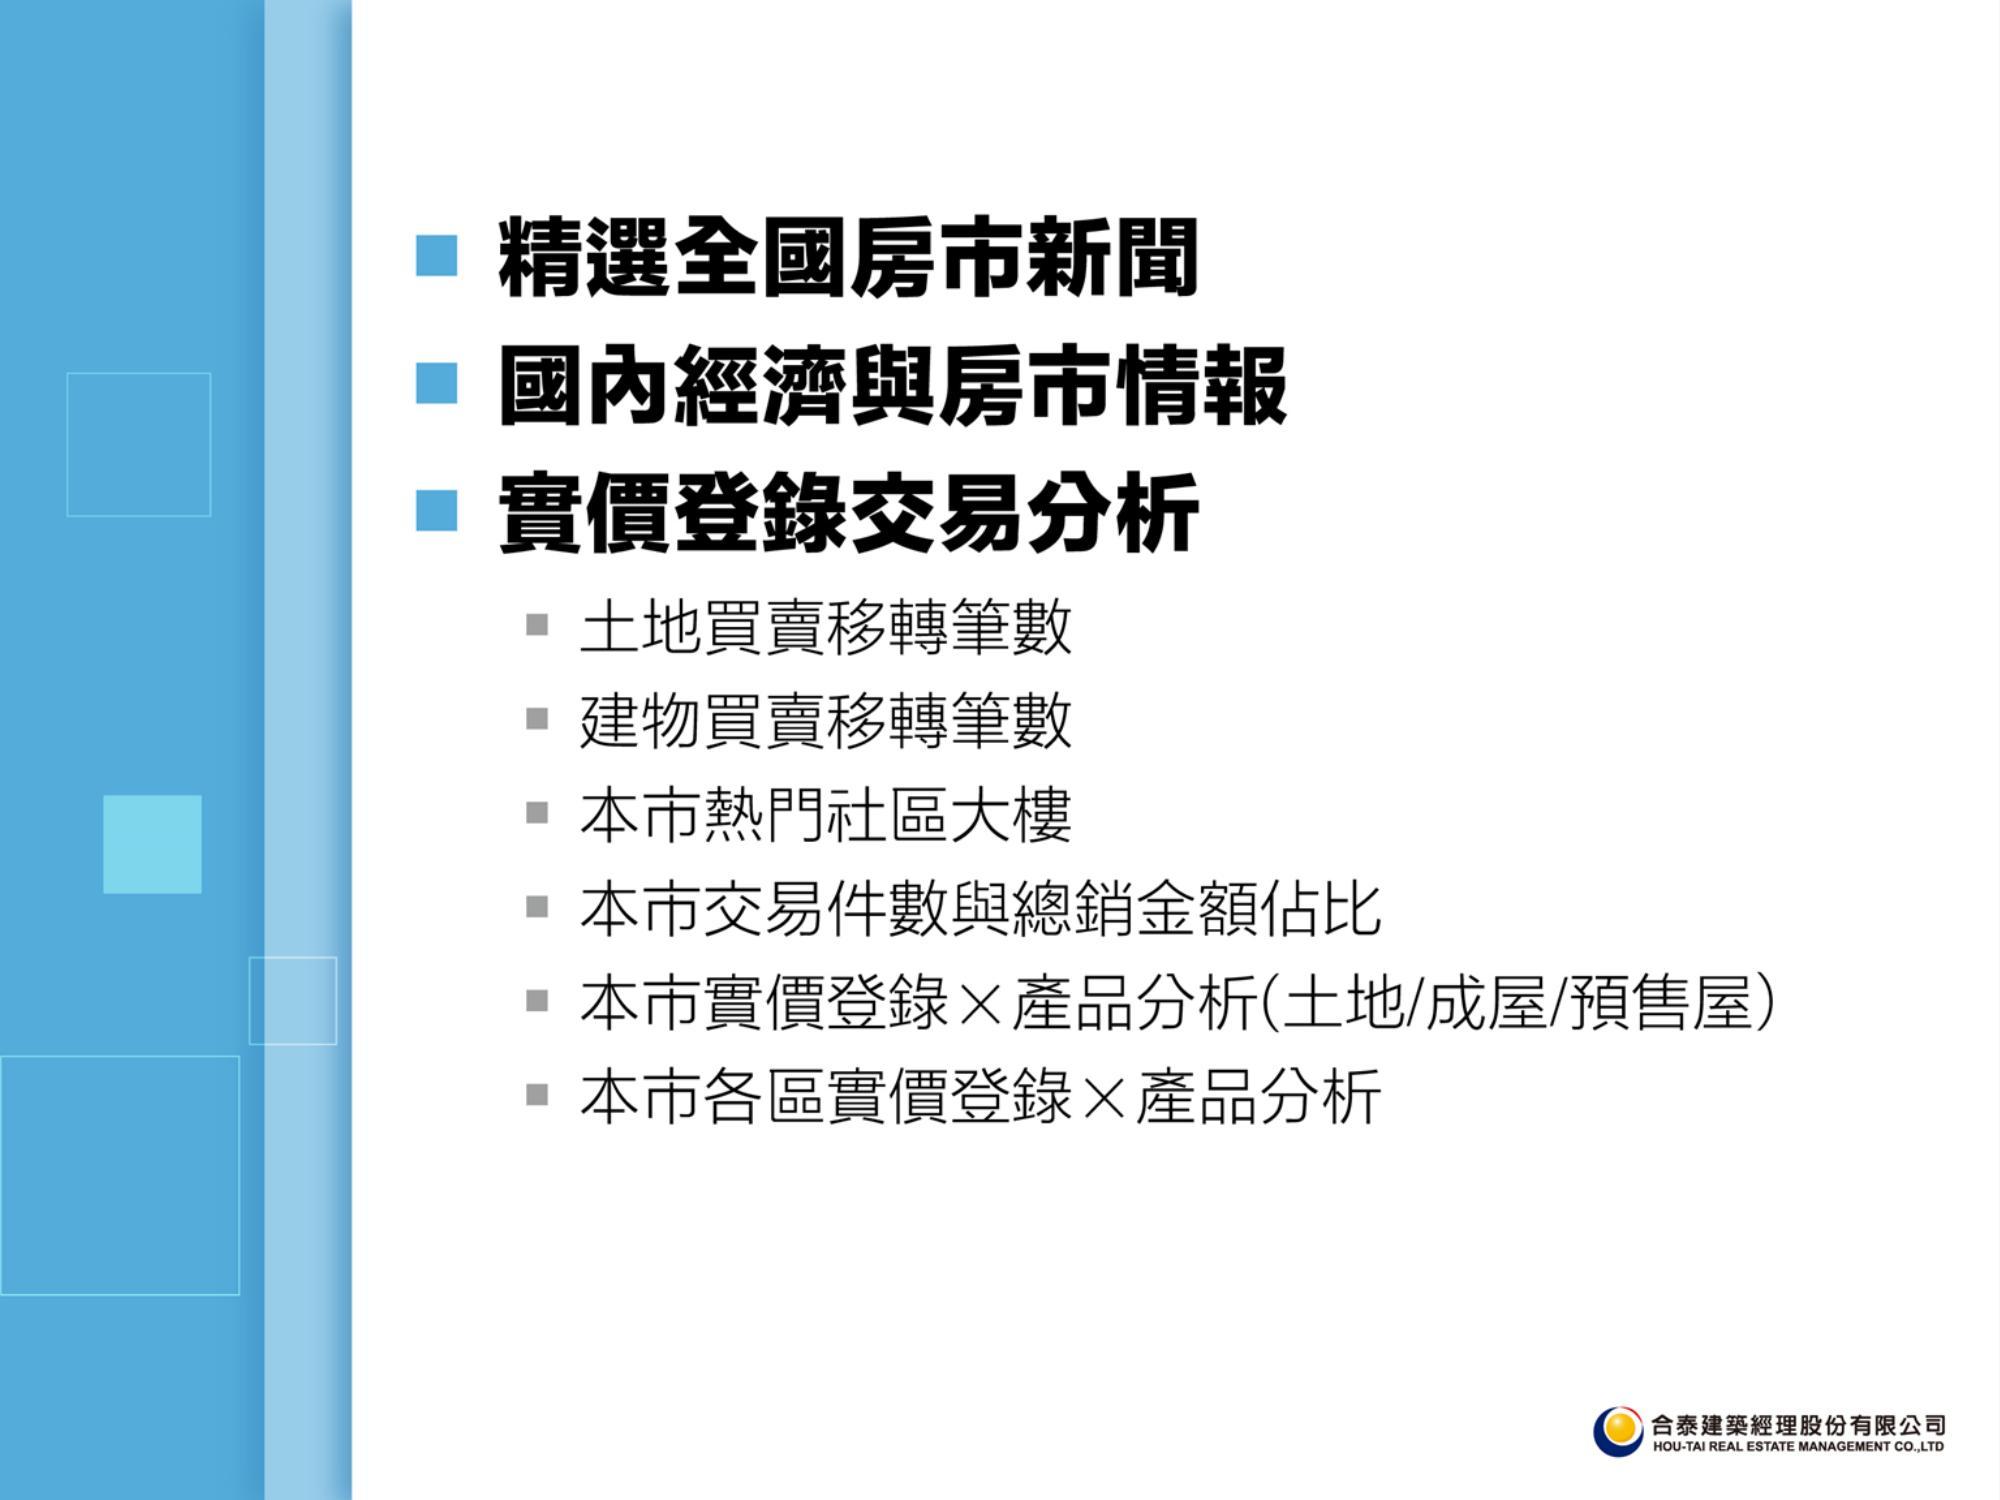 精選全國房市新聞
國內經濟與房市情報
實價登錄交易分析
土地買賣移轉筆數
建物買賣移轉筆數
本市熱門社區大樓
本市交易件數與總銷金額佔比
本市實價登錄×產品分析(土地/成屋/預售屋)
本市各區實價登錄×產品分析
合泰建築經理股份有限公司
HOU-TAI REAL ESTATE MANAGEMENT CO.,LTD